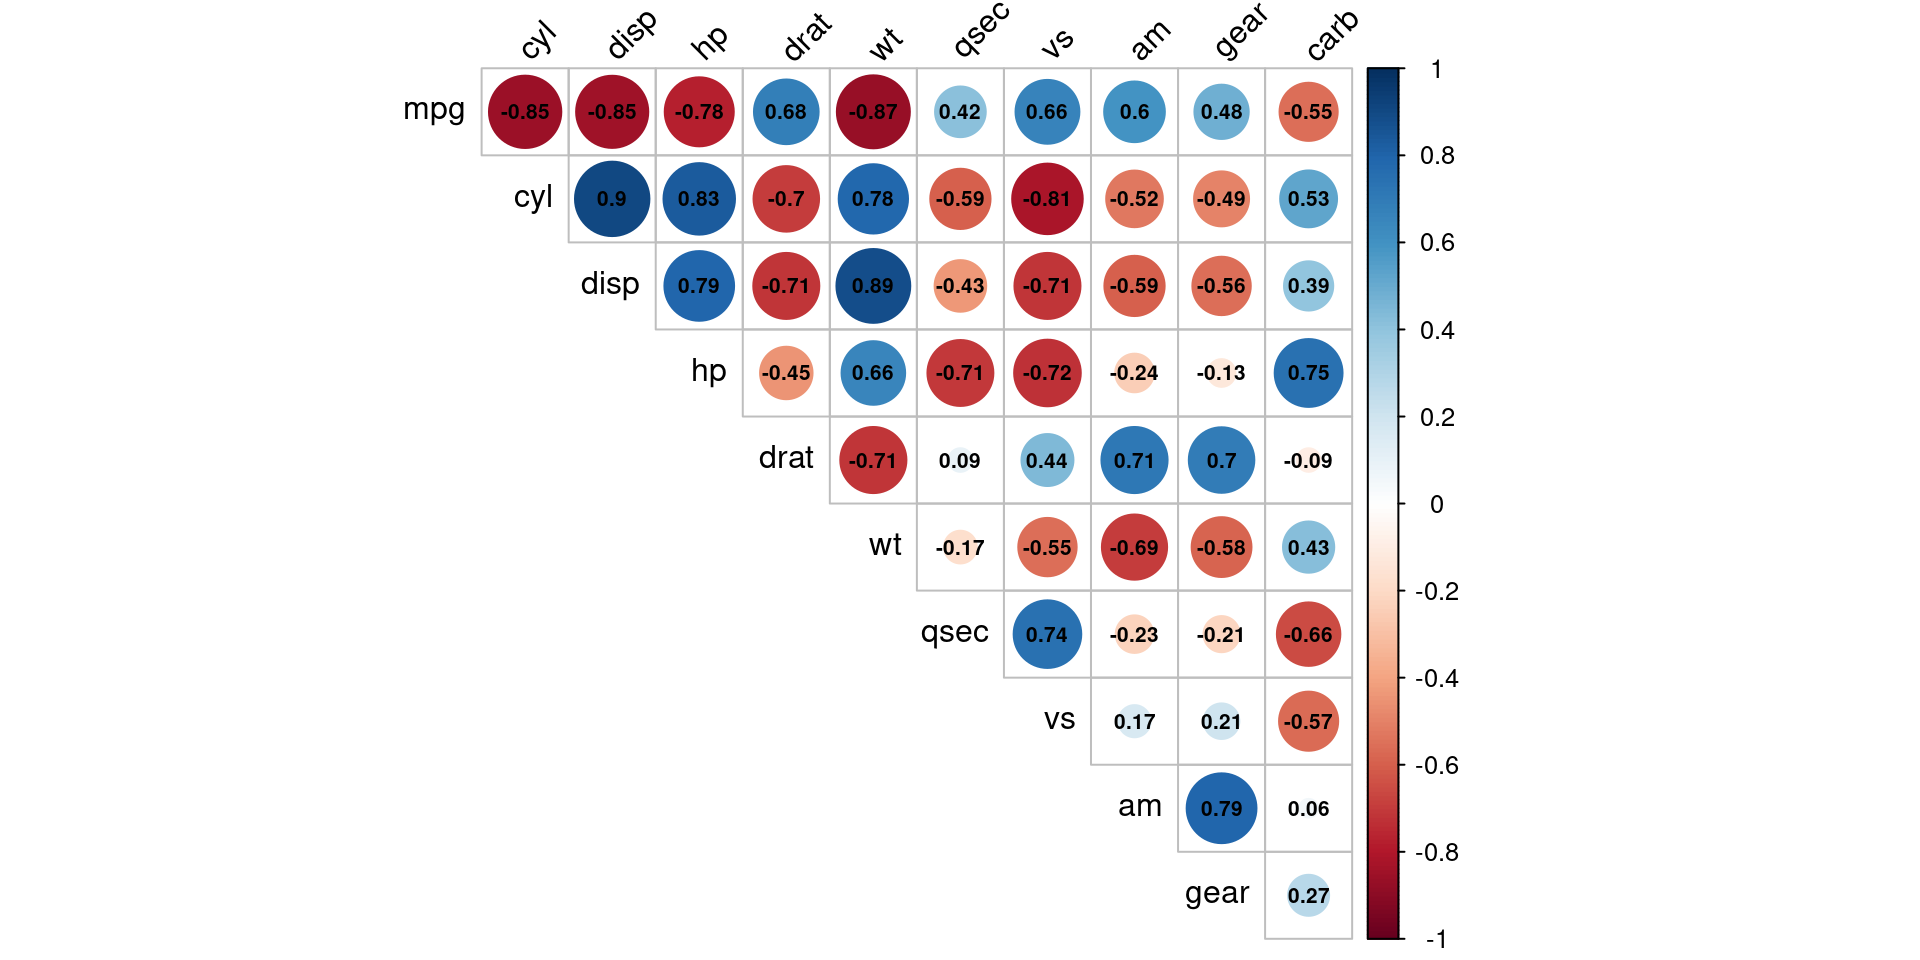 cyl disp hp drat wt qsec vs am gear carb
mpg -0.85 -0.85 -0.78 0.68 -0.87 0.42 0.66 0.6 0.48 -0.55
cyl 0.9 0.83 -0.7 0.78 -0.59 -0.81 -0.52 -0.49 0.53
disp 0.79 -0.71 0.89 -0.43 -0.71 -0.59 -0.56 0.39
hp -0.45 0.66 -0.71 -0.72 -0.24 -0.13 0.75
drat -0.71 0.09 0.44 0.71 0.7 -0.09
wt -0.17 -0.55 -0.69 -0.58 0.43
qsec 0.74 -0.23 -0.21 -0.66
vs 0.17 0.21 -0.57
am 0.79 0.06
gear 0.27
1
0.8
0.6
0.4
0.2
0
-0.2
-0.4
-0.6
-0.8
-1